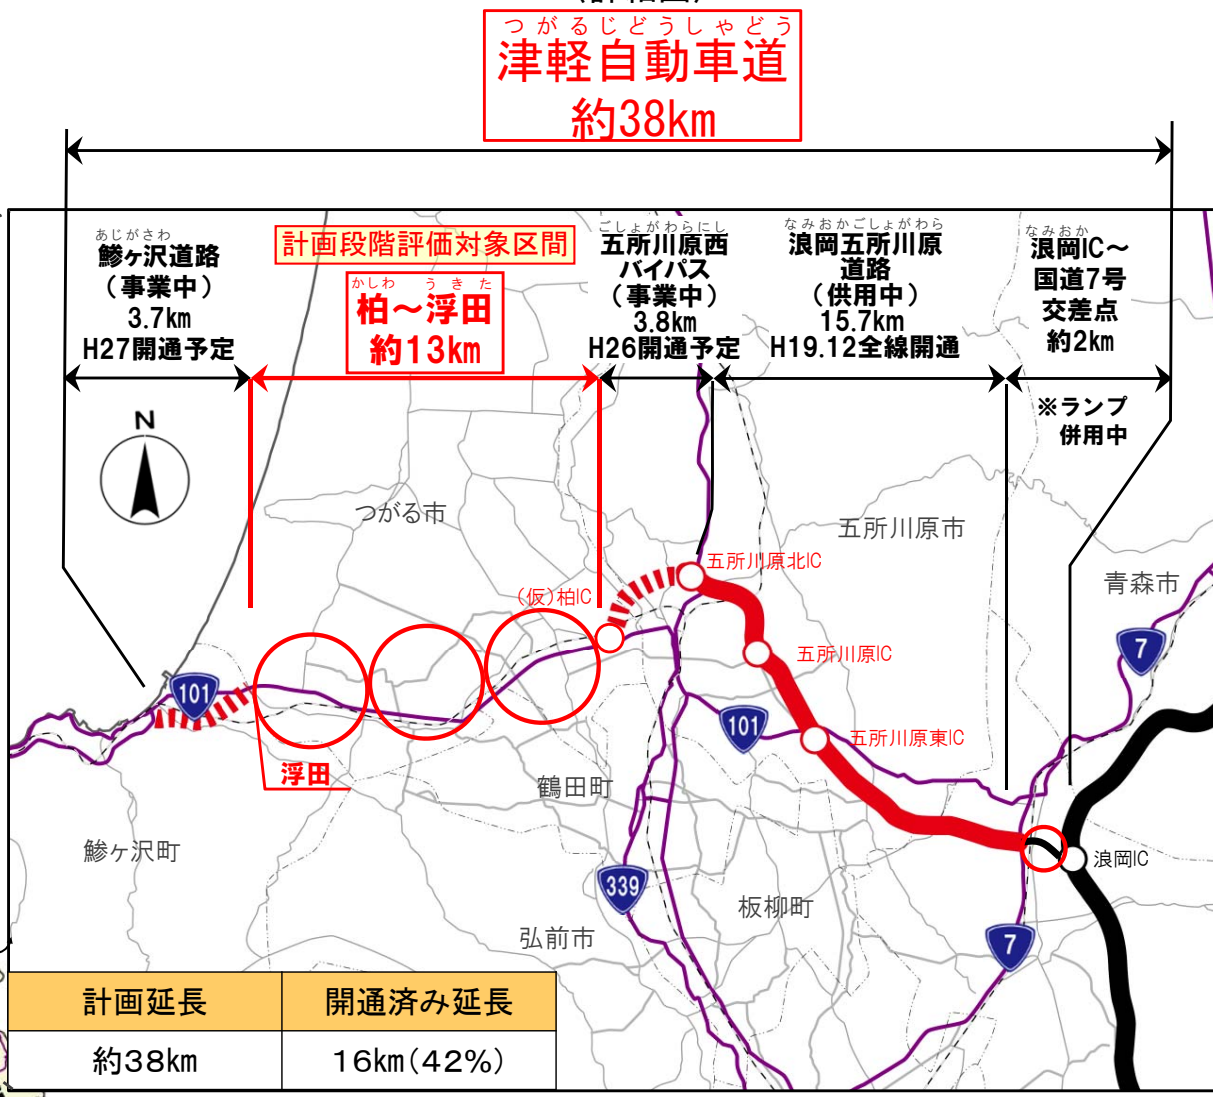 つがるじどうしゃどう
津軽自動車道
約38km
あじがさわ
鰺ヶ沢道路
（事業中）
3.7km
H27開通予定
計画段階評価対象区間
かしわ うきた
柏～浮田
約13km
ごしょがわらにし
五所川原西
バイパス
（事業中）
3.8km
H26開通予定
なみおかごしょがわら
浪岡五所川原
道路
（供用中）
15.7km
H19.12全線開通
なみおか
浪岡IC～
国道7号
交差点
約2km
※ランプ
併用中
N
つがる市
五所川原市
青森市
五所川原北IC
(仮)柏IC
五所川原IC
7
101
101
五所川原東IC
浮田
鶴田町
鰺ヶ沢町
浪岡IC
339
板柳町
弘前市
7
計画延長
開通済み延長
約38km
16km(42%)